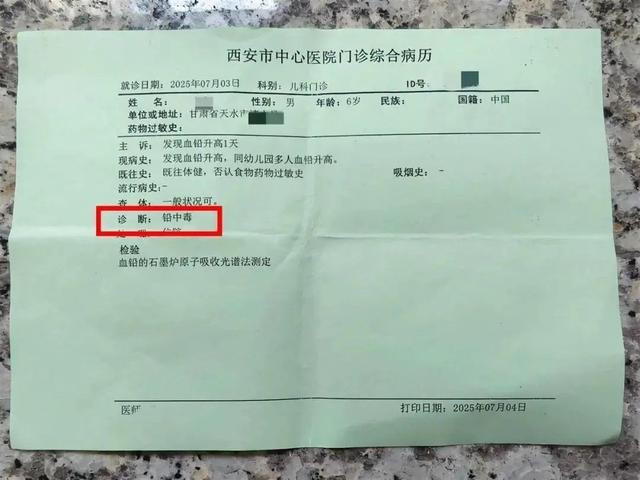 西安市中心医院门诊综合病历
就诊日期: 2025年07月03日 科别: 儿科门诊 ID号:
姓 名: 性别: 男 年龄: 6岁 民族: 国籍: 中国
单位或地址: 甘肃省天水市
药物过敏史:
主 诉: 发现血铅升高1天
现病史: 发现血铅升高，同幼儿园多人血铅升高。
既往史: 既往体健，否认食物药物过敏史 吸烟史: -
流行病史: -
查 体: 一般状况可。
诊 断: 铅中毒
住院
检验
血铅的石墨炉原子吸收光谱法测定
医师 打印日期: 2025年07月04日